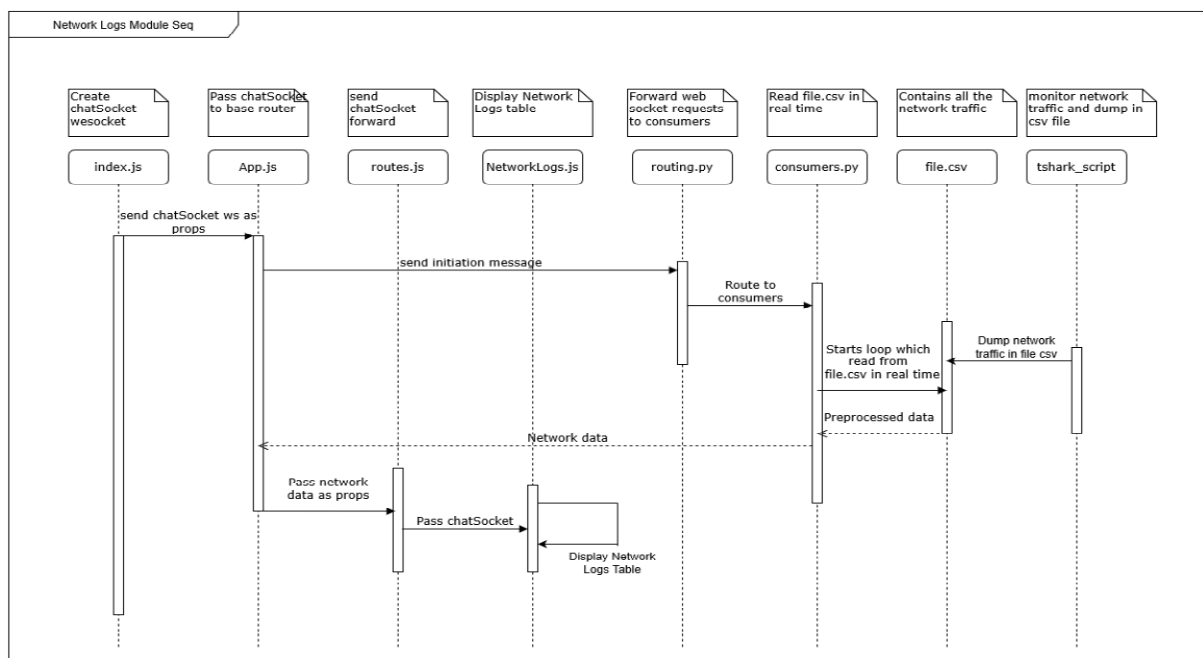 Network Logs Module Seq
Create
chatSocket
wesocket
Pass chatSocket
to base router
send
chatSocket
forward
Display Network
Logs table
Forward web
socket requests
to consumers
Read file.csv in
real time
Contains all the
network traffic
monitor network
traffic and dump in
csv file
index.js
App.js
routes.js
NetworkLogs.js
routing.py
consumers.py
file.csv
tshark_script
send chatSocket ws as
props
send initiation message
Route to
consumers
Starts loop which
read from
file.csv in real time
Dump network
traffic in file csv
Preprocessed data
Network data
Pass network
data as props
Pass chatSocket
Display Network
Logs Table